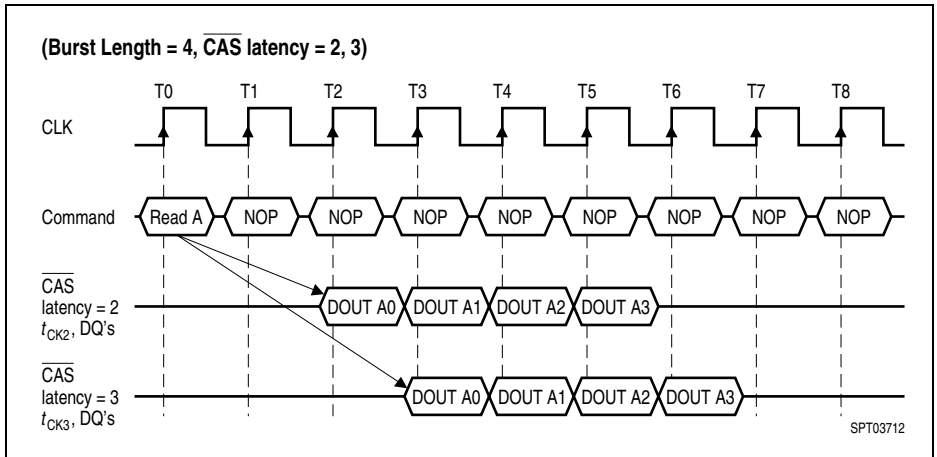 (Burst Length = 4, CAS latency = 2, 3)
T0 T1 T2 T3 T4 T5 T6 T7 T8
CLK
Command Read A NOP NOP NOP NOP NOP NOP NOP NOP
CAS
latency = 2 DOUT A0 DOUT A1 DOUT A2 DOUT A3
tCK2, DQ's
CAS
latency = 3 DOUT A0 DOUT A1 DOUT A2 DOUT A3
tCK3, DQ's
SPT03712